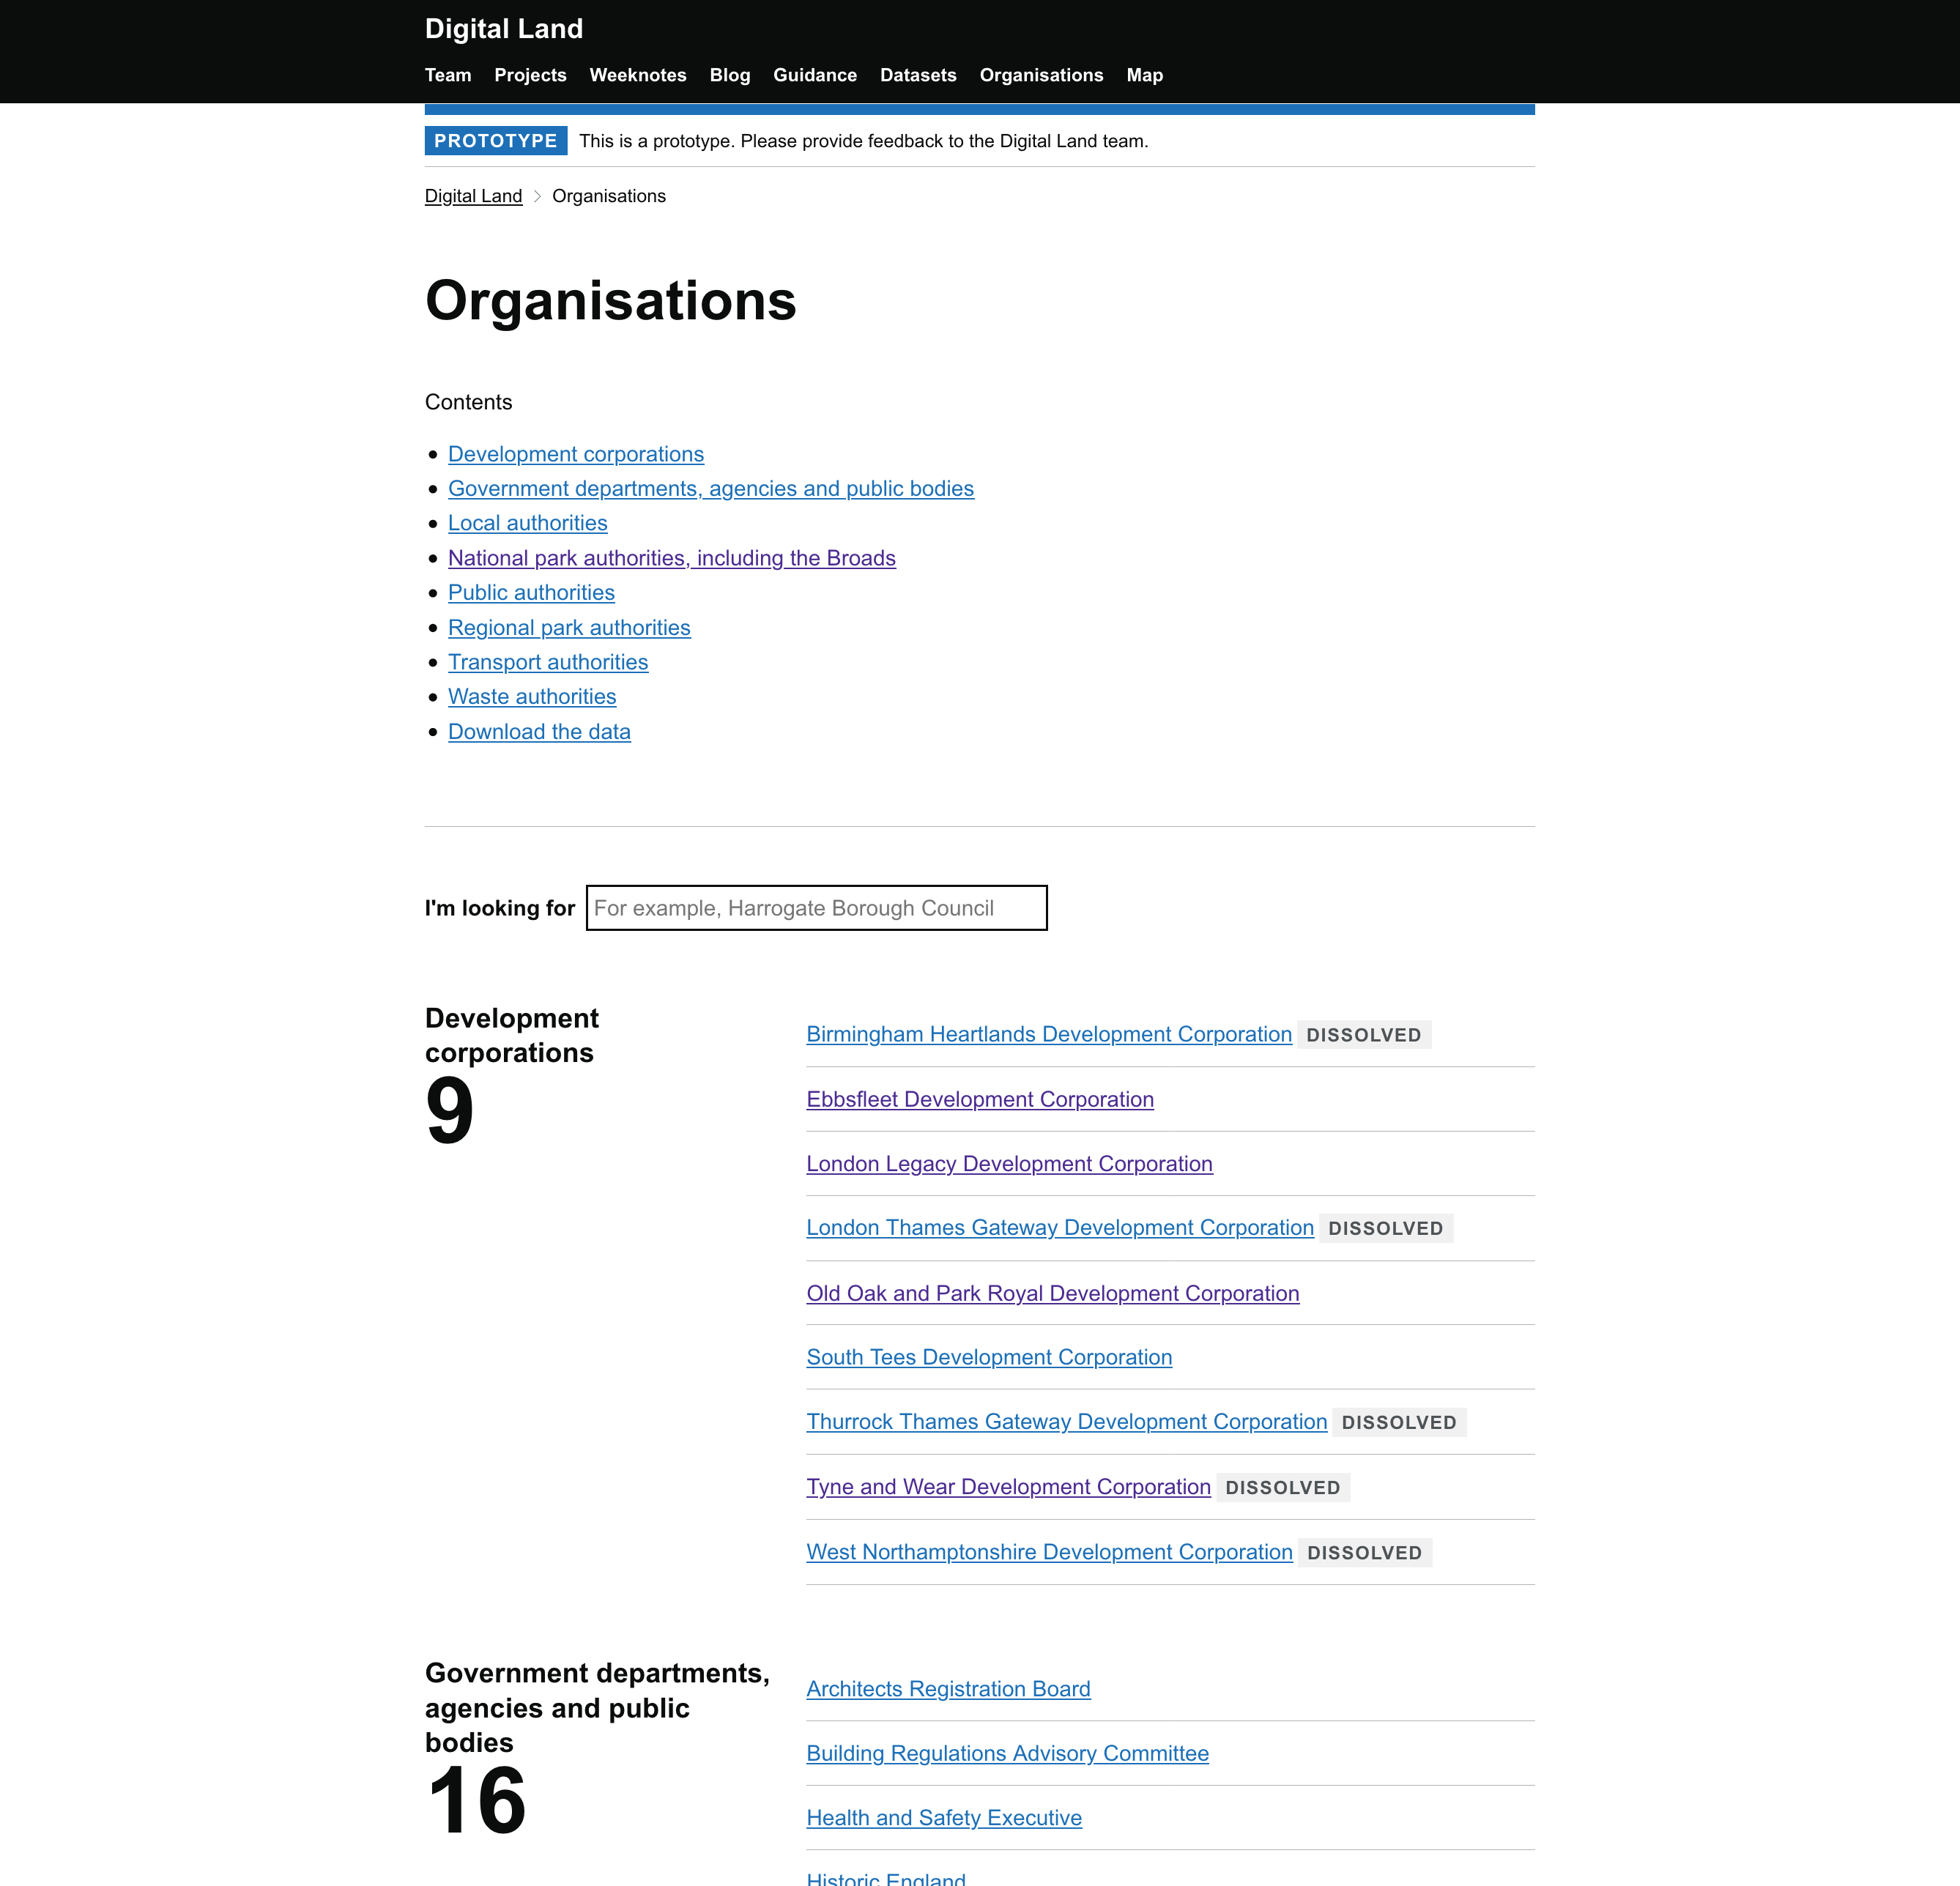 Digital Land
Team Projects Weeknotes Blog Guidance Datasets Organisations Map
PROTOTYPE This is a prototype. Please provide feedback to the Digital Land team.
Digital Land > Organisations
Organisations
Contents
Development corporations
Government departments, agencies and public bodies
Local authorities
National park authorities, including the Broads
Public authorities
Regional park authorities
Transport authorities
Waste authorities
Download the data
I'm looking for For example, Harrogate Borough Council
Development
corporations
9
Birmingham Heartlands Development Corporation DISSOLVED
Ebbsfleet Development Corporation
London Legacy Development Corporation
London Thames Gateway Development Corporation DISSOLVED
Old Oak and Park Royal Development Corporation
South Tees Development Corporation
Thurrock Thames Gateway Development Corporation DISSOLVED
Tyne and Wear Development Corporation DISSOLVED
West Northamptonshire Development Corporation DISSOLVED
Government departments,
agencies and public
bodies
16
Architects Registration Board
Building Regulations Advisory Committee
Health and Safety Executive
Historic England